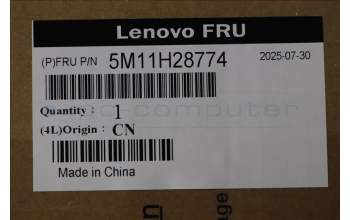 Lenovo FRU
(P)FRU P/N 5M11H28774 2025-07-30
Quantity : 1
(4L)Origin : CN
Made in China